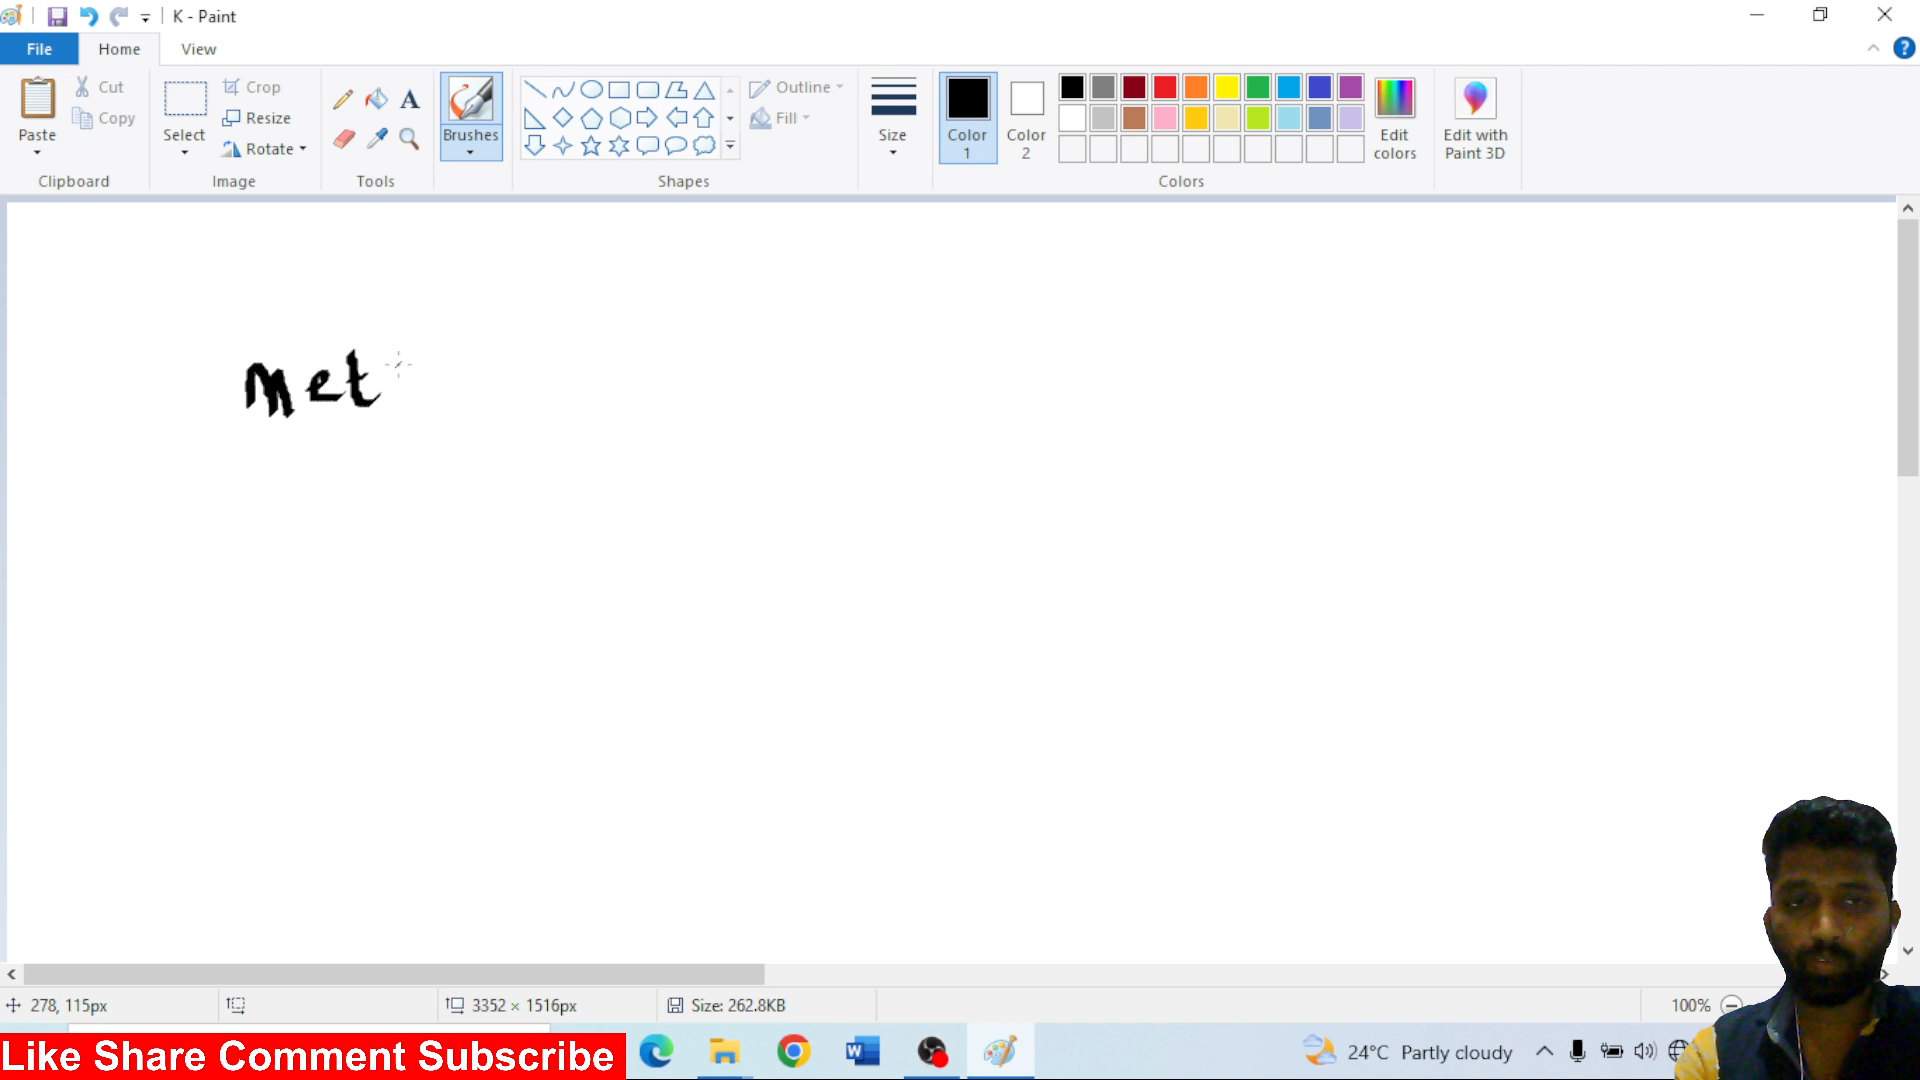 K - Paint
File Home View
Paste
Cut
Copy
Clipboard
Select
Crop
Resize
Rotate
Image
A
Tools
Brushes
Outline
Fill
Shapes
Size
Color 1
Color 2
Edit colors
Edit with Paint 3D
Colors
Met
278, 115px
3352 × 1516px
Size: 262.8KB
100%
Like Share Comment Subscribe
24°C Partly cloudy